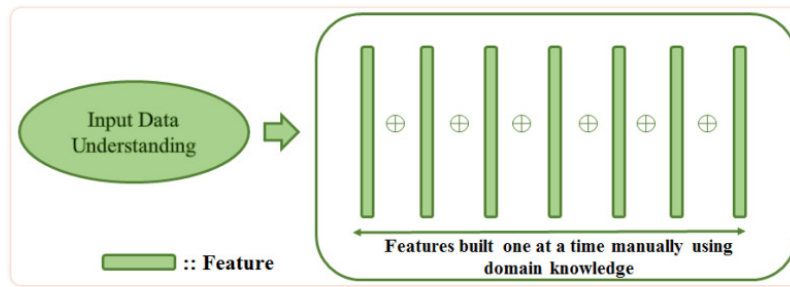 Input Data
Understanding
Features built one at a time manually using
domain knowledge
:: Feature